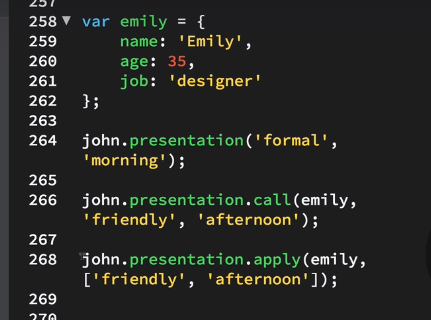 257
258 ▼ var emily = {
259     name: 'Emily',
260     age: 35,
261     job: 'designer'
262 };
263
264 john.presentation('formal',
'morning');
265
266 john.presentation.call(emily,
'friendly', 'afternoon');
267
268 john.presentation.apply(emily,
['friendly', 'afternoon']);
269
270